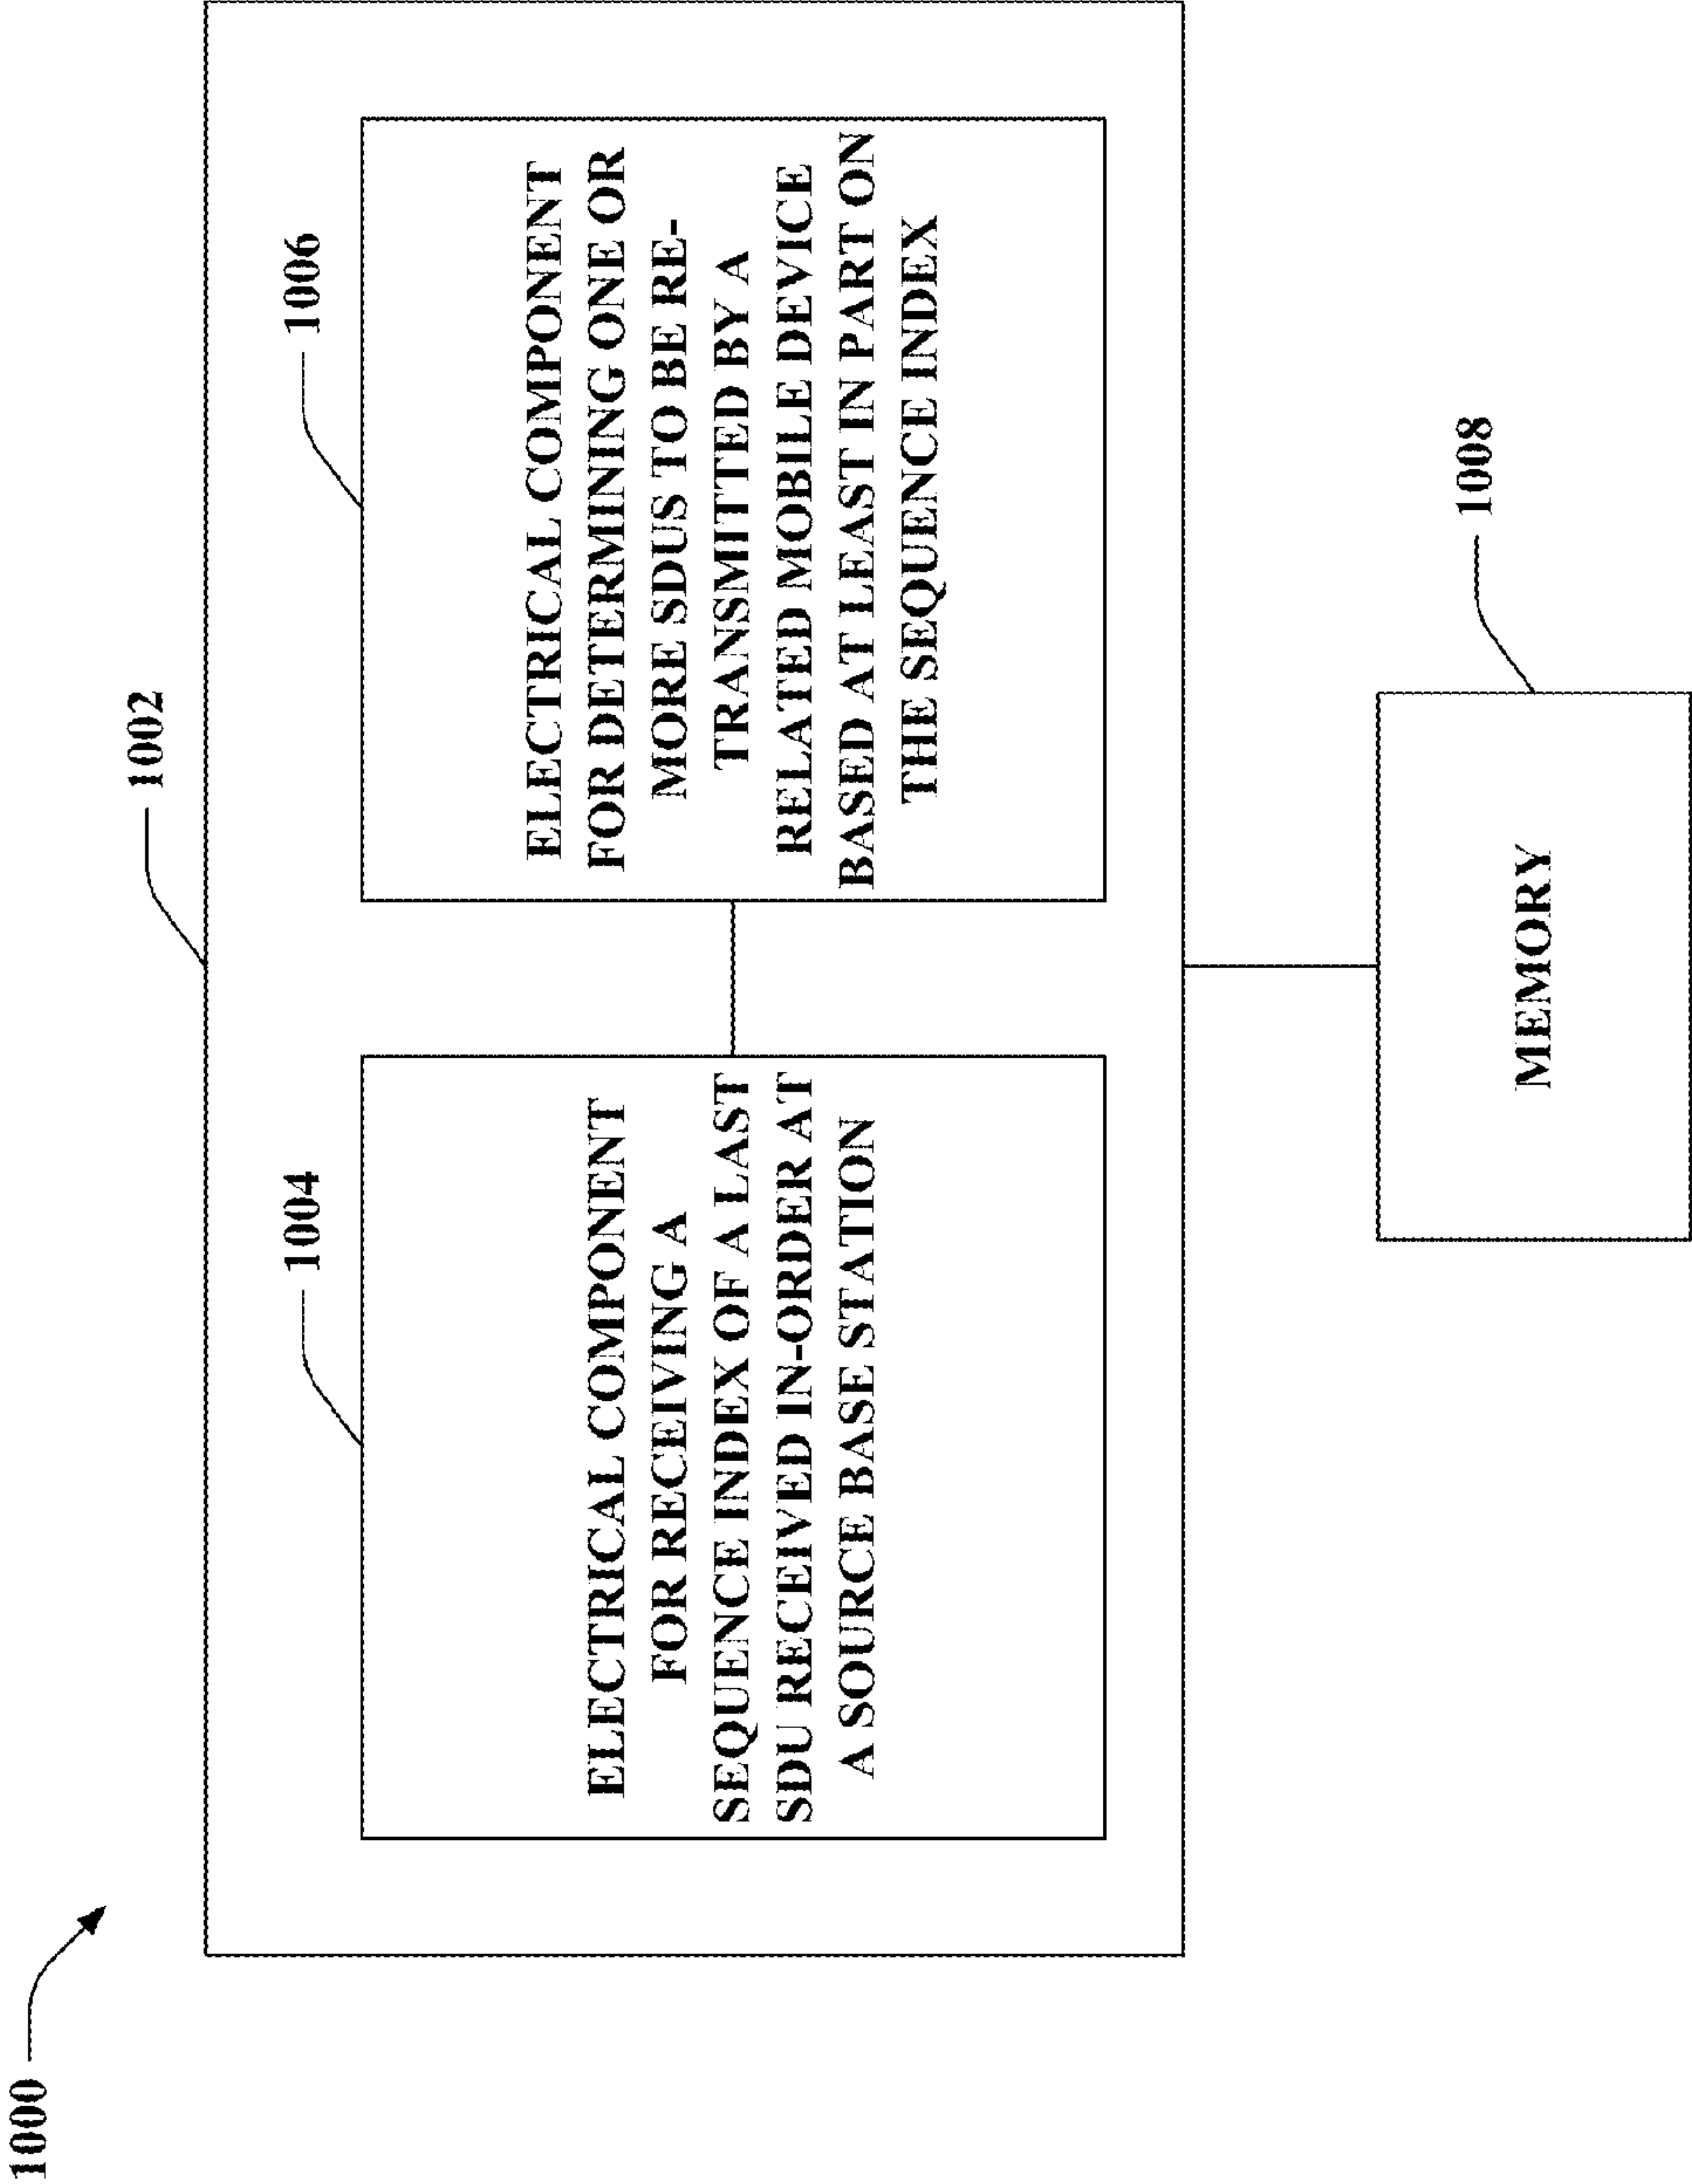 1000
1002
1004
ELECTRICAL COMPONENT
FOR RECEIVING A
SEQUENCE INDEX OF A LAST
SDU RECEIVED IN-ORDER AT
A SOURCE BASE STATION
1006
ELECTRICAL COMPONENT
FOR DETERMINING ONE OR
MORE SDUS TO BE RE-
TRANSMITTED BY A
RELATED MOBILE DEVICE
BASED AT LEAST IN PART ON
THE SEQUENCE INDEX
1008
MEMORY